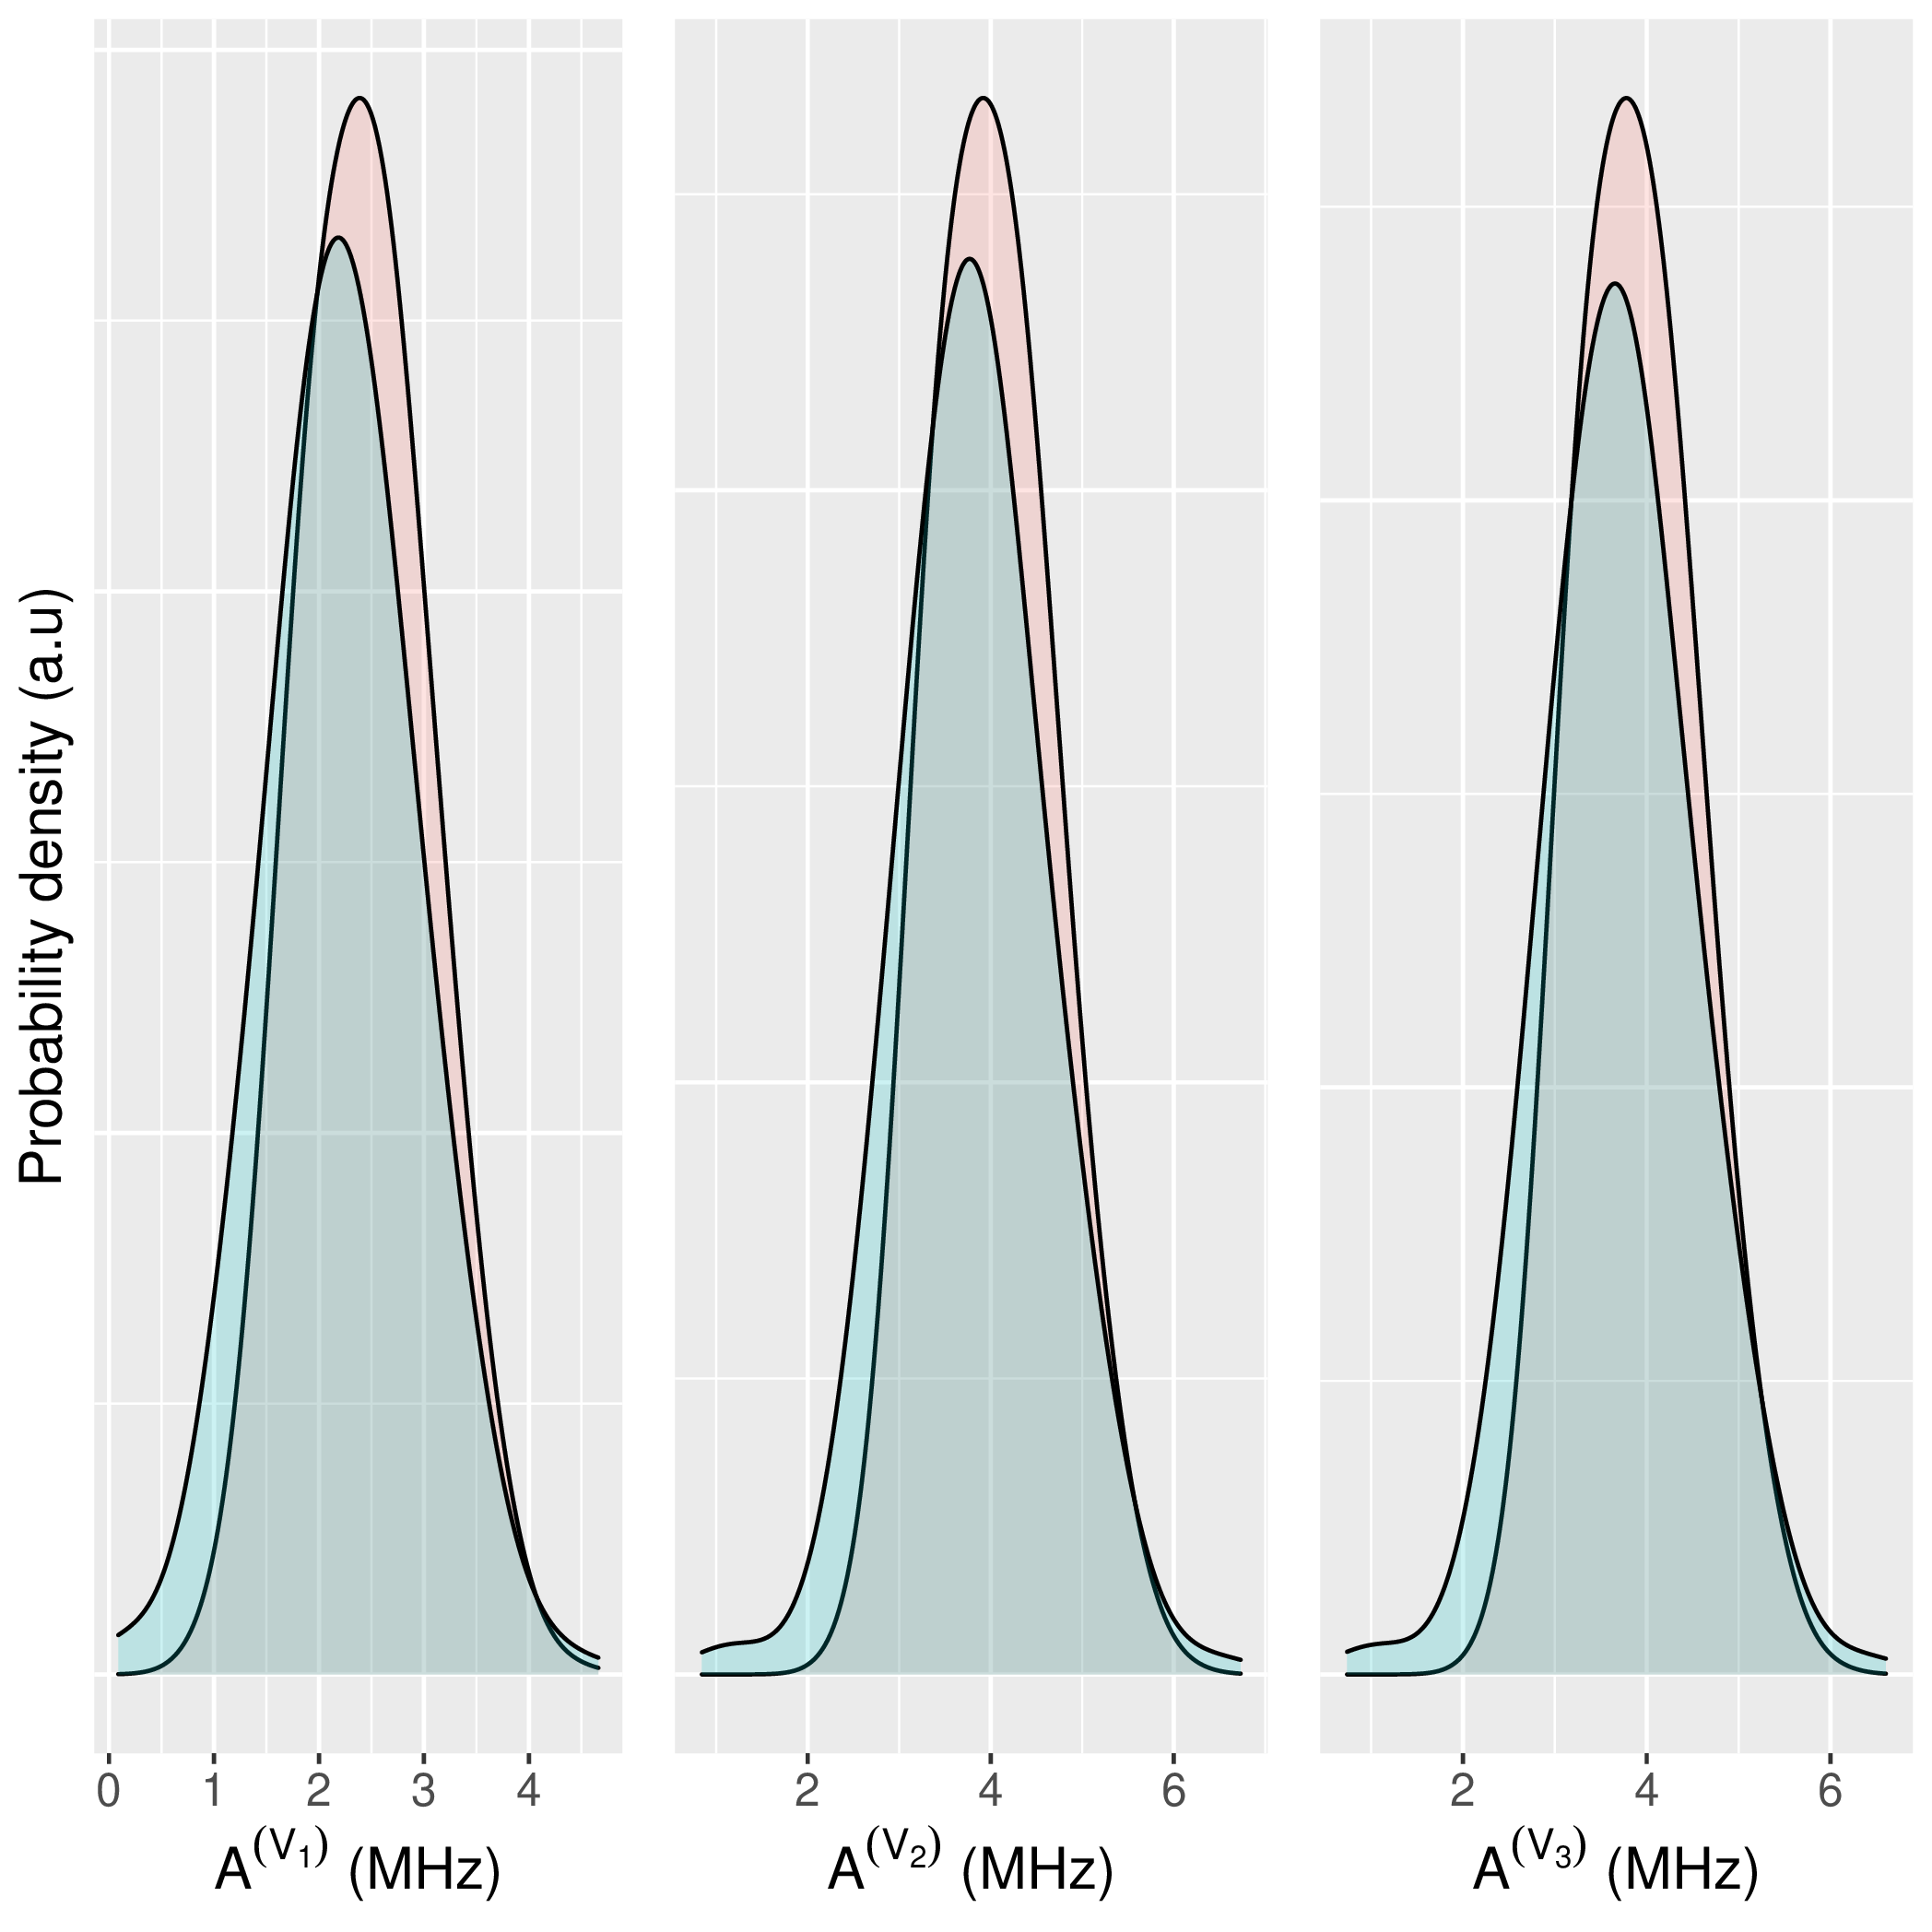 Probability density (a.u)
0 1 2 3 4
2 4 6
2 4 6
A^(V₁) (MHz)
A^(V₂) (MHz)
A^(V₃) (MHz)